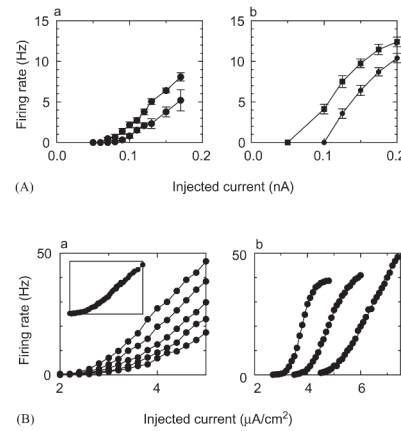 a b
15 15
10 10
5 5
0 0
0.0 0.1 0.2 0.0 0.1 0.2
Firing rate (Hz)
(A) Injected current (nA)
a b
50 50
0 0
2 4 2 4 6
Firing rate (Hz)
(B) Injected current (μA/cm²)